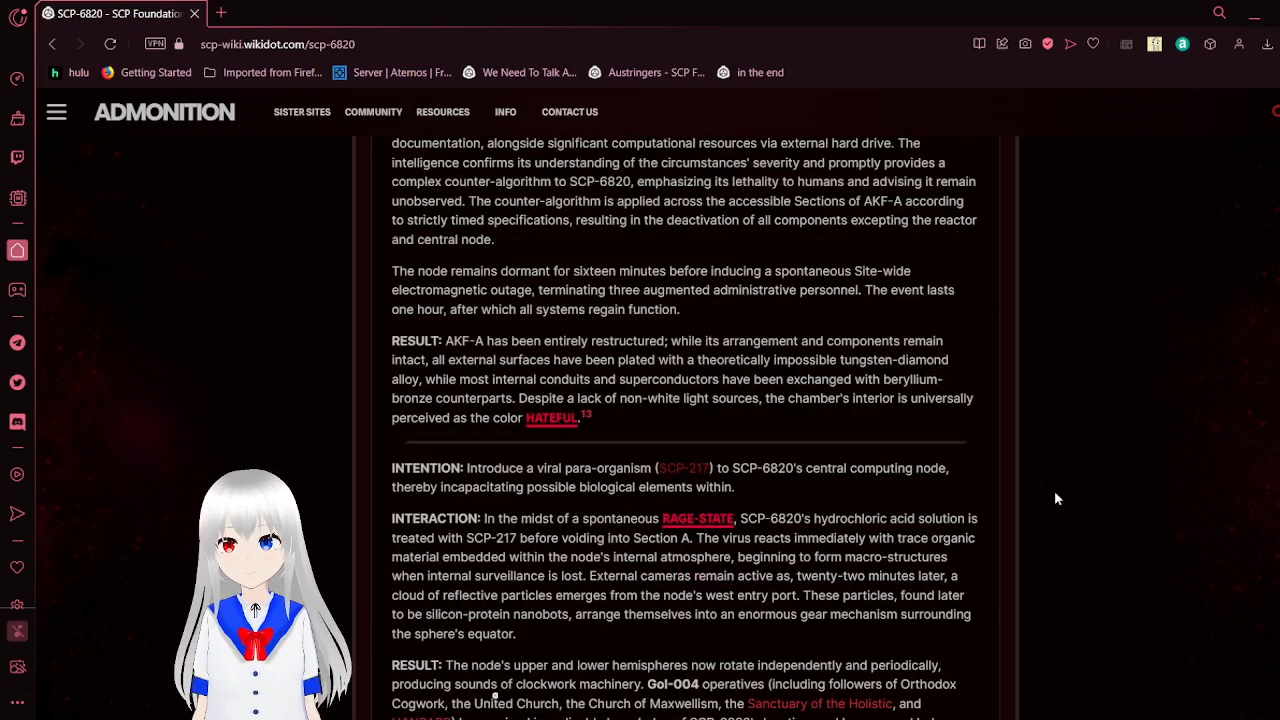 SCP-6820 - SCP Foundatio
scp-wiki.wikidot.com/scp-6820
VPN
hulu
Getting Started
Imported from Firef...
Server | Aternos | Fr...
We Need To Talk A...
Austringers - SCP F...
in the end
ADMONITION
SISTER SITES
COMMUNITY
RESOURCES
INFO
CONTACT US
documentation, alongside significant computational resources via external hard drive. The
intelligence confirms its understanding of the circumstances' severity and promptly provides a
complex counter-algorithm to SCP-6820, emphasizing its lethality to humans and advising it remain
unobserved. The counter-algorithm is applied across the accessible Sections of AKF-A according
to strictly timed specifications, resulting in the deactivation of all components excepting the reactor
and central node.
The node remains dormant for sixteen minutes before inducing a spontaneous Site-wide
electromagnetic outage, terminating three augmented administrative personnel. The event lasts
one hour, after which all systems regain function.
RESULT: AKF-A has been entirely restructured; while its arrangement and components remain
intact, all external surfaces have been plated with a theoretically impossible tungsten-diamond
alloy, while most internal conduits and superconductors have been exchanged with beryllium-
bronze counterparts. Despite a lack of non-white light sources, the chamber's interior is universally
perceived as the color HATEFUL.13
INTENTION: Introduce a viral para-organism (SCP-217) to SCP-6820's central computing node,
thereby incapacitating possible biological elements within.
INTERACTION: In the midst of a spontaneous RAGE-STATE, SCP-6820's hydrochloric acid solution is
treated with SCP-217 before voiding into Section A. The virus reacts immediately with trace organic
material embedded within the node's internal atmosphere, beginning to form macro-structures
when internal surveillance is lost. External cameras remain active as, twenty-two minutes later, a
cloud of reflective particles emerges from the node's west entry port. These particles, found later
to be silicon-protein nanobots, arrange themselves into an enormous gear mechanism surrounding
the sphere's equator.
RESULT: The node's upper and lower hemispheres now rotate independently and periodically,
producing sounds of clockwork machinery. GoI-004 operatives (including followers of Orthodox
Cogwork, the United Church, the Church of Maxwellism, the Sanctuary of the Holistic, and